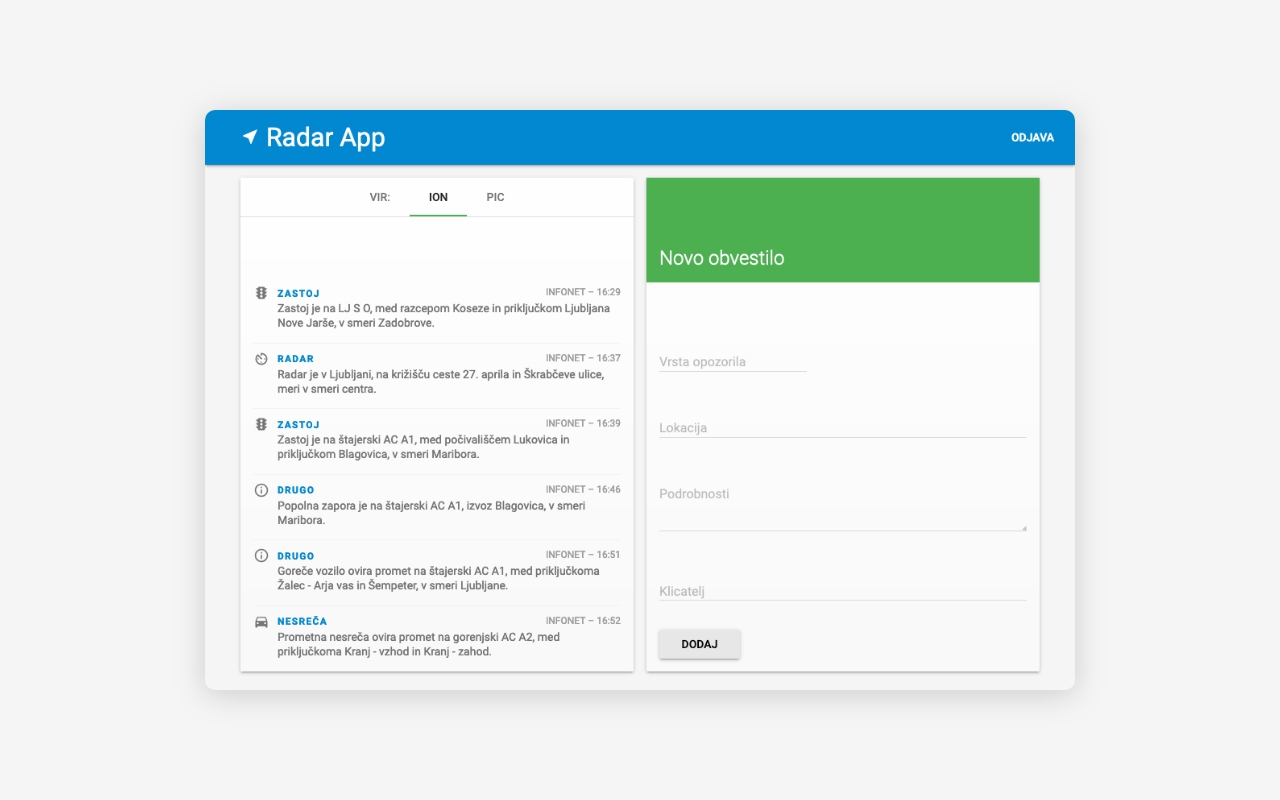 Radar App
ODJAVA
VIR:
ION
PIC
ZASTOJ
INFONET – 16:29
Zastoj je na LJ S O, med razcepom Koseze in priključkom Ljubljana
Nove Jarše, v smeri Zadobrove.
RADAR
INFONET – 16:37
Radar je v Ljubljani, na križišču ceste 27. aprila in Škrabčeve ulice,
meri v smeri centra.
ZASTOJ
INFONET – 16:39
Zastoj je na štajerski AC A1, med počivališčem Lukovica in
priključkom Blagovica, v smeri Maribora.
DRUGO
INFONET – 16:46
Popolna zapora je na štajerski AC A1, izvoz Blagovica, v smeri
Maribora.
DRUGO
INFONET – 16:51
Goreče vozilo ovira promet na štajerski AC A1, med priključkoma
Žalec - Arja vas in Šempeter, v smeri Ljubljane.
NESREČA
INFONET – 16:52
Prometna nesreča ovira promet na gorenjski AC A2, med
priključkoma Kranj - vzhod in Kranj - zahod.
Novo obvestilo
Vrsta opozorila
Lokacija
Podrobnosti
Klicatelj
DODAJ